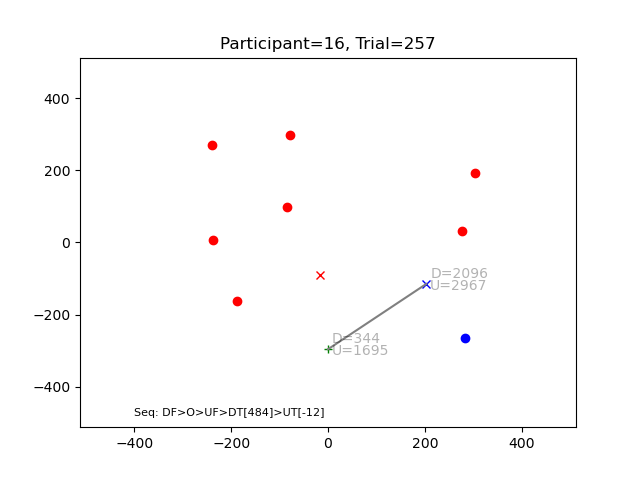 Participant=16, Trial=257
400
200
0
−200
−400
D=2096
U=2967
D=344
U=1695
Seq: DF>O>UF>DT[484]>UT[-12]
−400
−200
0
200
400